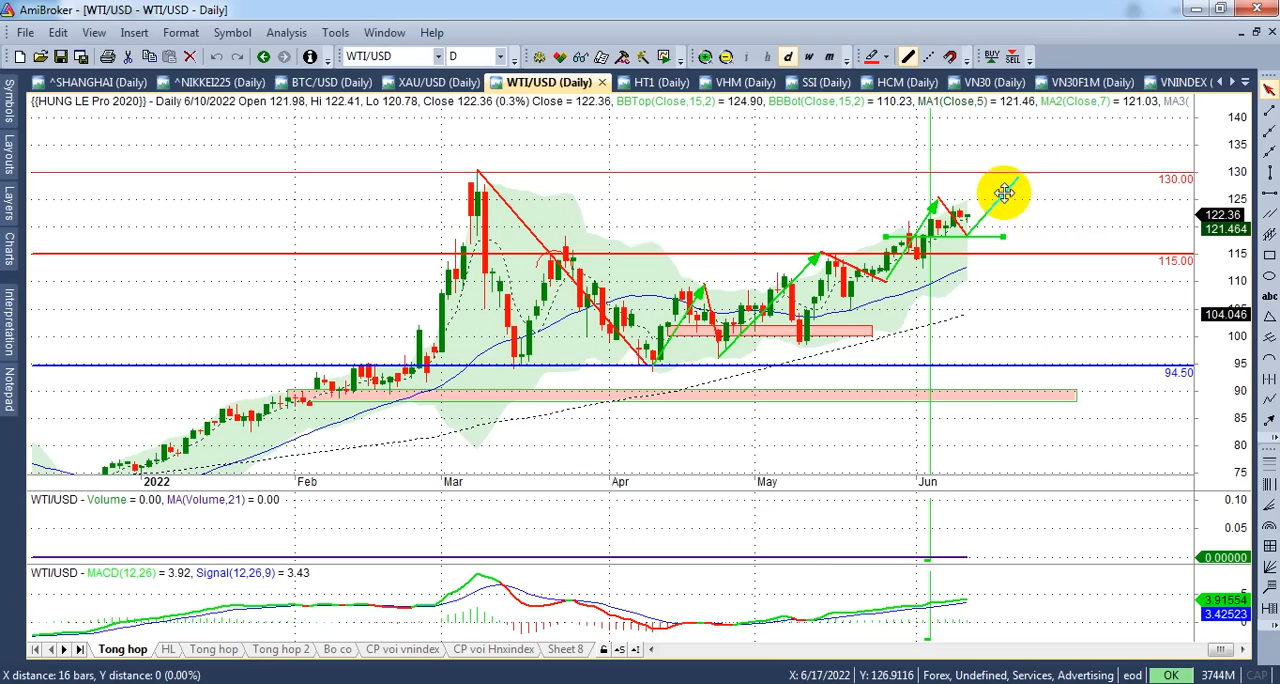 AmiBroker - [WTI/USD - Daily]
File Edit View Insert Format Symbol Analysis Tools Window Help
WTI/USD D i h d w m BUY SELL
^SHANGHAI (Daily) ^NIKKEI225 (Daily) BTC/USD (Daily) XAU/USD (Daily) WTI/USD (Daily) HT1 (Daily) VHM (Daily) SSI (Daily) HCM (Daily) VN30 (Daily) VN30F1M (Daily) VNINDEX
{{HUNG LE Pro 2020}} - Daily 6/10/2022 Open 121.98, Hi 122.41, Lo 120.78, Close 122.36 (0.3%) Close = 122.36, BBTop(Close,15,2) = 124.90, BBBot(Close,15,2) = 110.23, MA1(Close,5) = 121.46, MA2(Close,7) = 121.03, MA3(
Symbols
Layouts
Layers
Charts
Interpretation
Notepad
140
135
130
130.00
125
122.36
121.464
115
115.00
110
104.046
100
95
94.50
90
85
80
75
2022 Feb Mar Apr May Jun
WTI/USD - Volume = 0.00, MA(Volume,21) = 0.00
0.10
0.05
0.00000
WTI/USD - MACD(12,26) = 3.92, Signal(12,26,9) = 3.43
3.91554
3.42523
abc
Tong hop HL Tong hop Tong hop 2 Bo co CP voi vnindex CP voi Hnxindex Sheet 8
X distance: 16 bars, Y distance: 0 (0.00%) X: 6/17/2022 Y: 126.9116 Forex, Undefined, Services, Advertising eod OK 3744M CAP